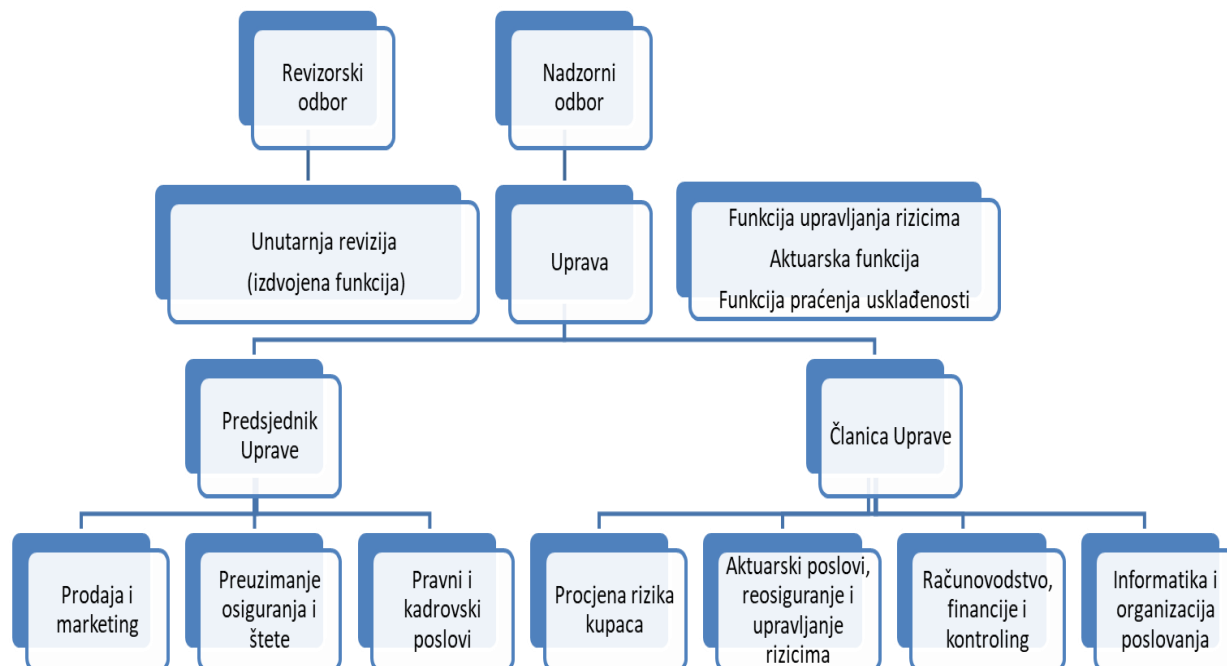 Revizorski
odbor
Nadzorni
odbor
Unutarnja revizija
(izdvojena funkcija)
Uprava
Funkcija upravljanja rizicima
Aktuarska funkcija
Funkcija praćenja usklađenosti
Predsjednik
Uprave
Članica Uprave
Prodaja i
marketing
Preuzimanje
osiguranja i
štete
Pravni i
kadrovski
poslovi
Procjena rizika
kupaca
Aktuarski poslovi,
reosiguranje i
upravljanje
rizicima
Računovodstvo,
financije i
kontroling
Informatika i
organizacija
poslovanja